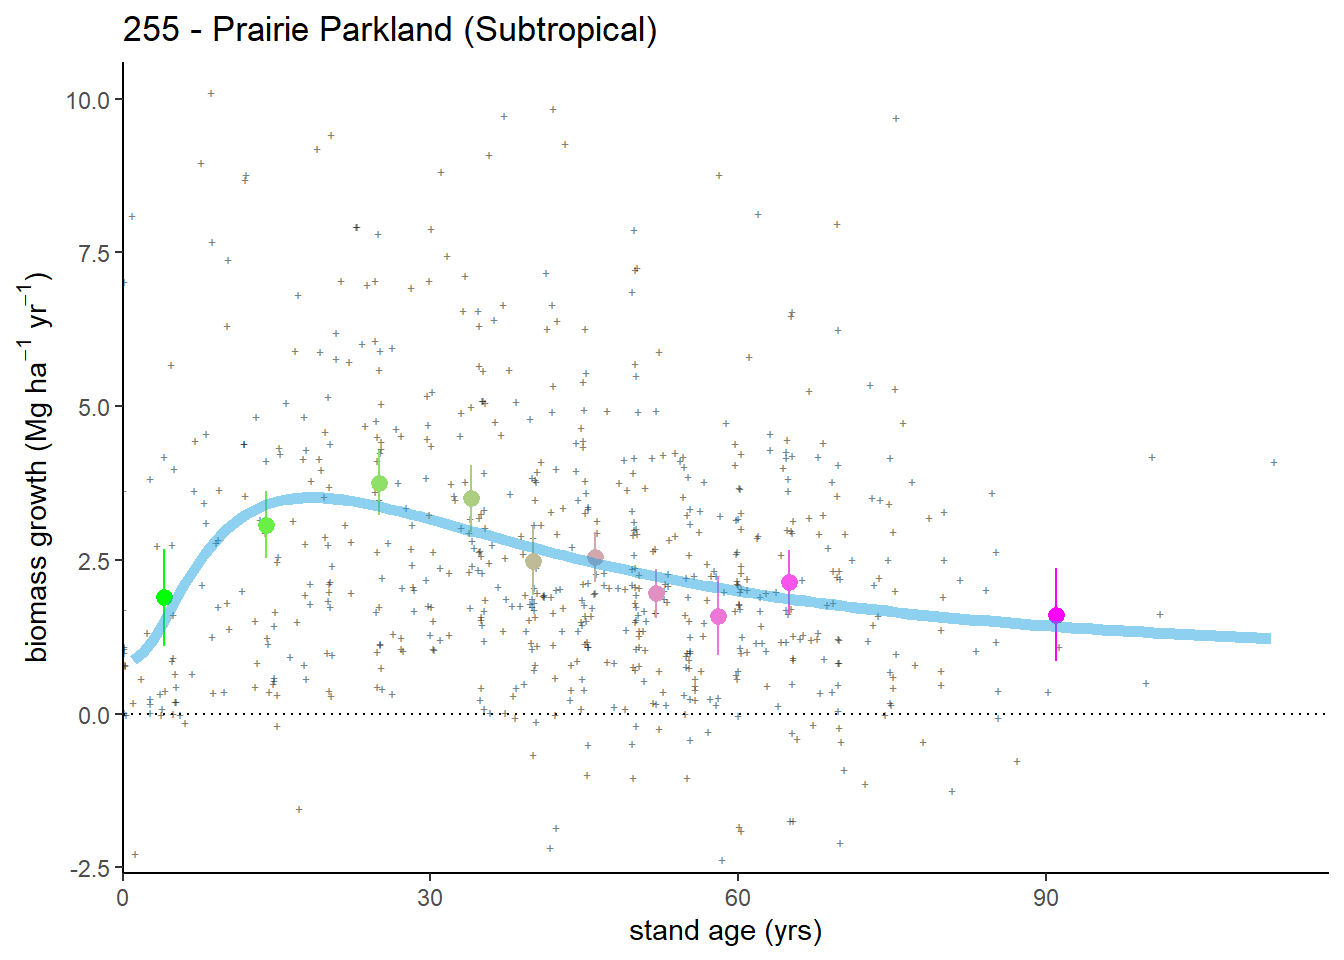 255 - Prairie Parkland (Subtropical)
biomass growth (Mg ha⁻¹ yr⁻¹)
10.0
7.5
5.0
2.5
0.0
-2.5
0 30 60 90
stand age (yrs)